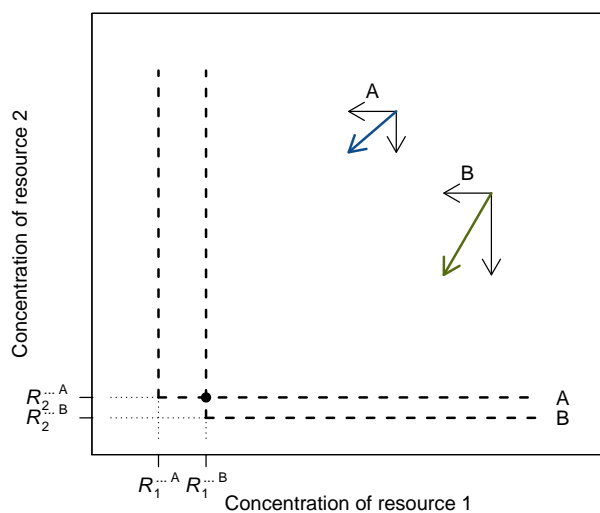 Concentration of resource 2
A
B
A
B
R2... A
R2... B
R1... A
R1... B
Concentration of resource 1